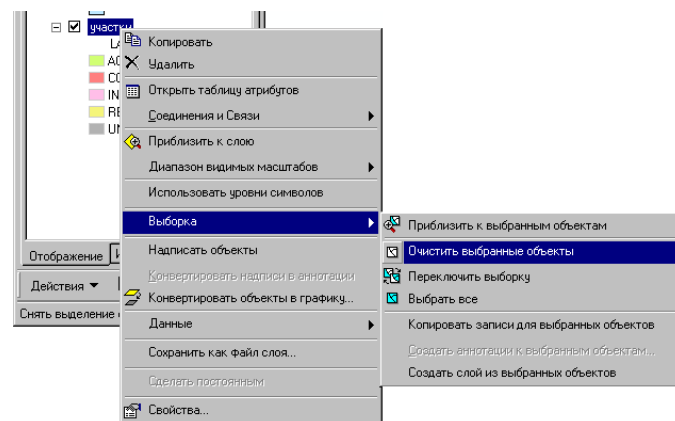 участки
Копировать
Удалить
Открыть таблицу атрибутов
Соединения и Связи
Приблизить к слою
Диапазон видимых масштабов
Использовать уровни символов
Выборка
Приблизить к выбранным объектам
Надписать объекты
Очистить выбранные объекты
Отображение
Конвертировать надписи в аннотации
Переключить выборку
Действия
Конвертировать объекты в графику...
Выбрать все
Снять выделение
Данные
Копировать записи для выбранных объектов
Сохранить как файл слоя...
Создать аннотации к выбранным объектам...
Сделать постоянным
Создать слой из выбранных объектов
Свойства...